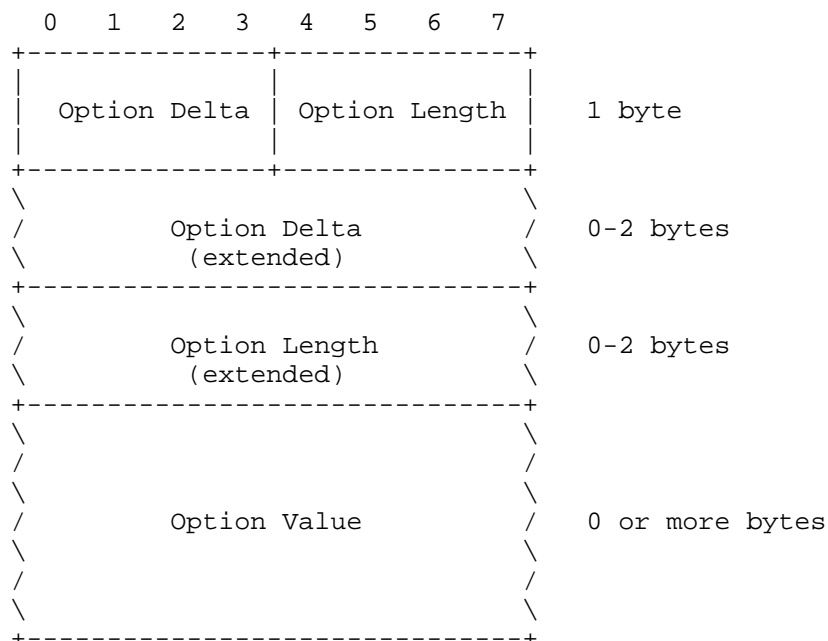 0 1 2 3 4 5 6 7
Option Delta Option Length 1 byte
Option Delta 0-2 bytes
(extended)
Option Length 0-2 bytes
(extended)
Option Value 0 or more bytes